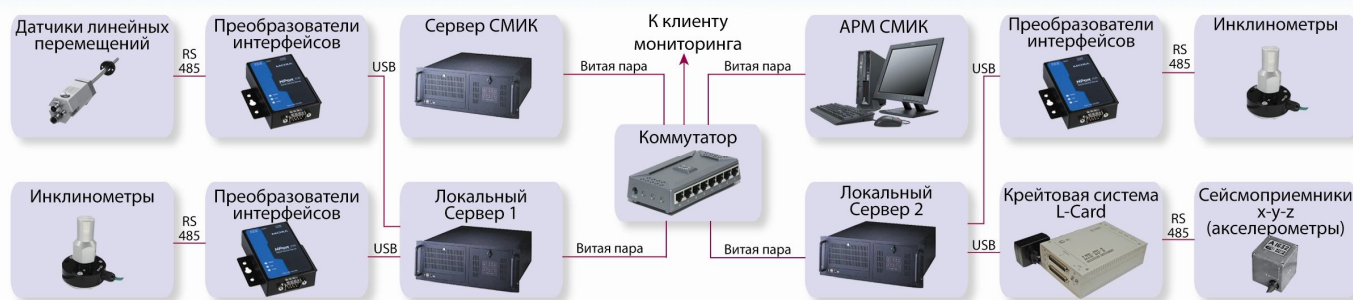 Датчики линейных
перемещений
RS
485
Преобразователи
интерфейсов
USB
Сервер СМИК
Витая пара
К клиенту
мониторинга
Витая пара
АРМ СМИК
USB
Преобразователи
интерфейсов
RS
485
Инклинометры
Коммутатор
Инклинометры
RS
485
Преобразователи
интерфейсов
USB
Локальный
Сервер 1
Витая пара
Витая пара
Локальный
Сервер 2
USB
Крейтовая система
L-Card
RS
485
Сейсмоприемники
x-y-z
(акселерометры)